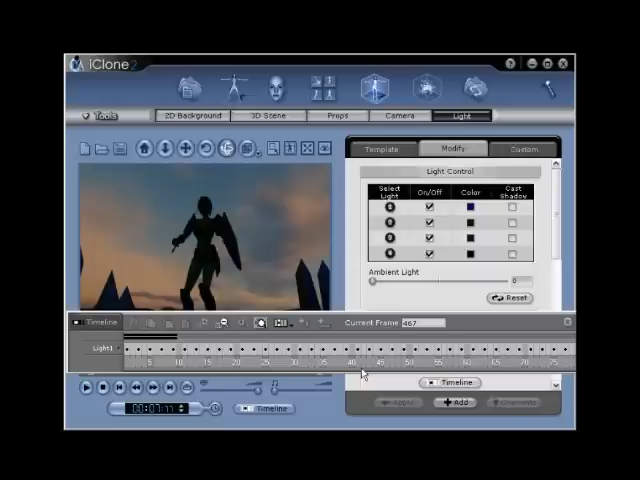 iClone2
Tools 2D Background 3D Scene Props Camera Light
Template Modify Custom
Light Control
Select Light On/Off Color Cast Shadow
Ambient Light 0
Reset
Timeline Current Frame 467
Light1
5 10 15 20 25 30 35 40 45 50 55 60 65 70 75
Timeline
Timeline
Add